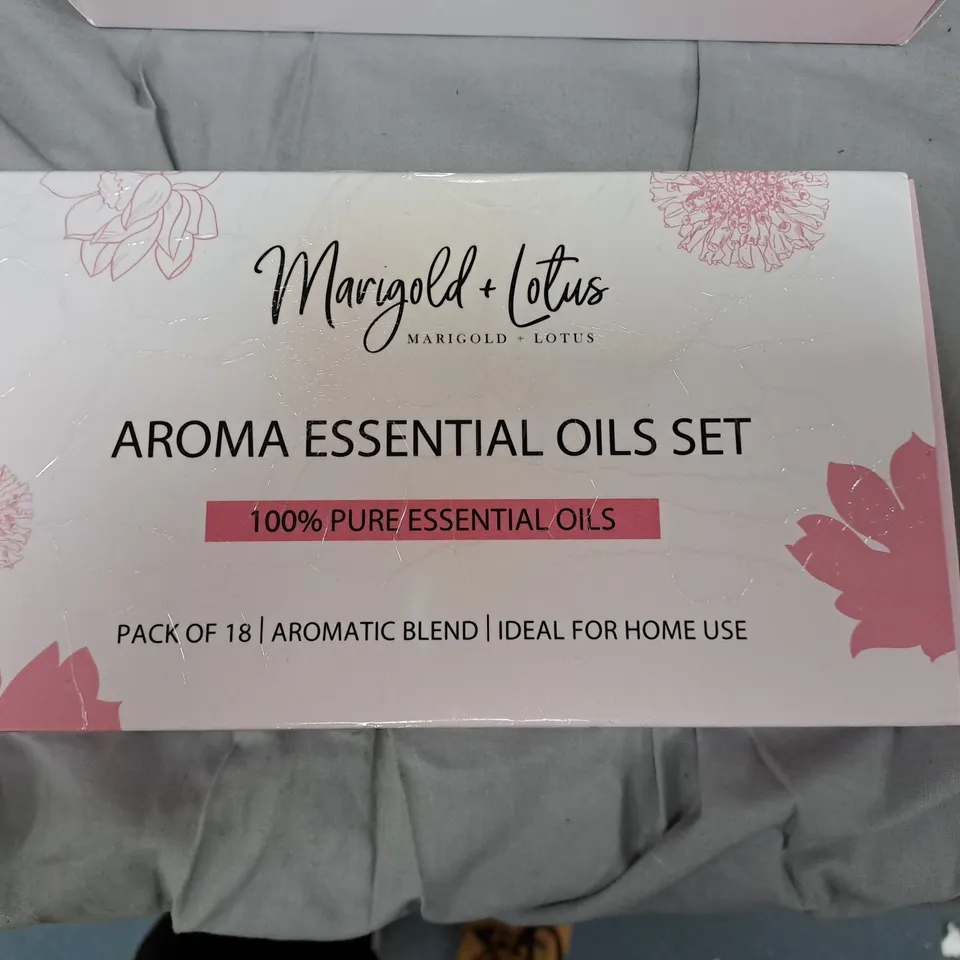 Marigold + Lotus
MARIGOLD + LOTUS
AROMA ESSENTIAL OILS SET
100% PURE ESSENTIAL OILS
PACK OF 18 | AROMATIC BLEND | IDEAL FOR HOME USE